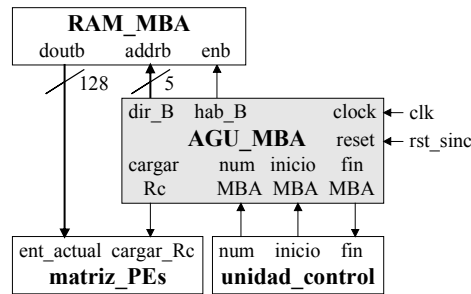 RAM_MBA
doutb addrb enb
128 5
dir_B hab_B clock clk
AGU_MBA reset rst_sinc
cargar num inicio fin
Rc MBA MBA MBA
ent_actual cargar_Rc num inicio fin
matriz_PEs unidad_control